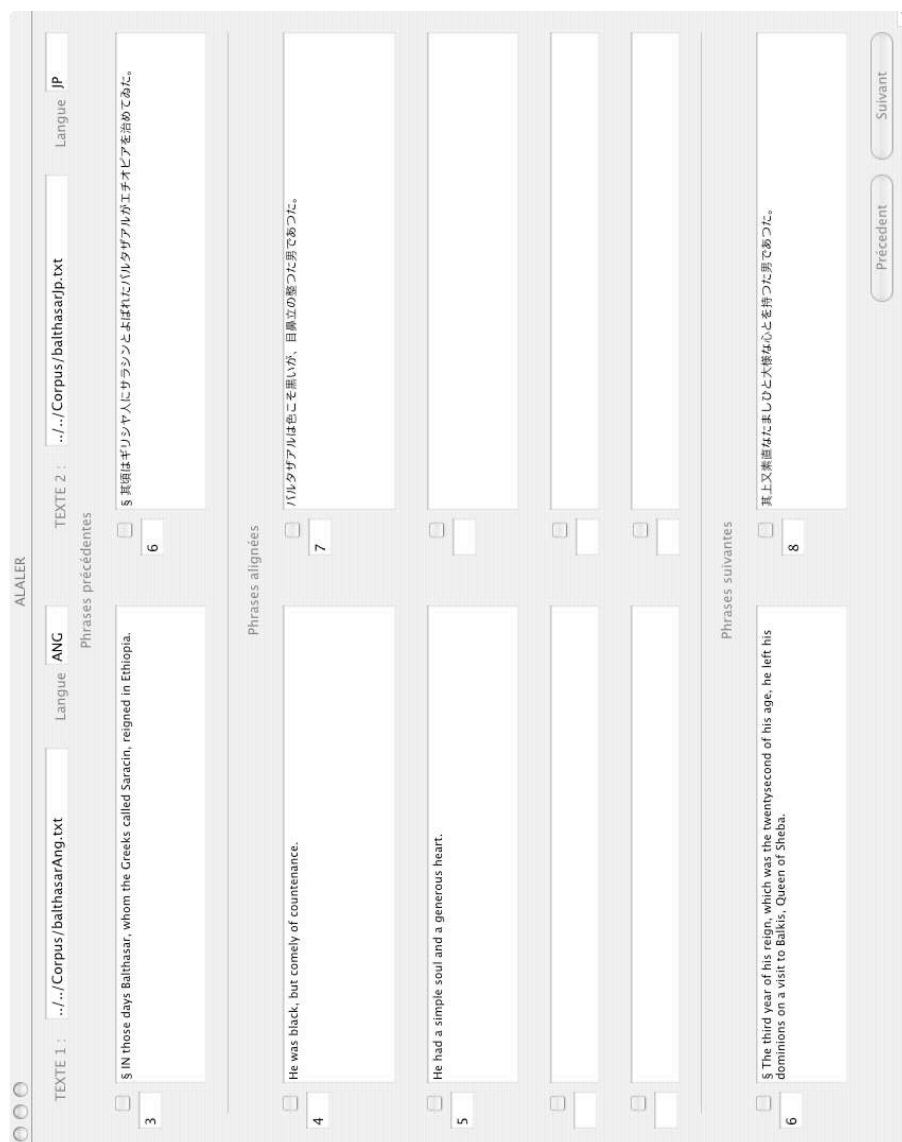 ALALER
TEXTE 1 : ../../Corpus/balthasarAng.txt Langue ANG TEXTE 2 : ../../Corpus/balthasarJp.txt Langue JP
Phrases précédentes
3 § IN those days Balthasar, whom the Greeks called Saracin, reigned in Ethiopia.
6 § 其頃はギリシヤ人にサラシンとよばれたバルタザアルがエチオピアを治めてゐた。
Phrases alignées
4 He was black, but comely of countenance.
7 バルタザアルは色こそ黒いが、目鼻立の整つた男であつた。
5 He had a simple soul and a generous heart.
Phrases suivantes
6 § The third year of his reign, which was the twentysecond of his age, he left his
dominions on a visit to Balkis, Queen of Sheba.
8 其上又素直なたましひと大様な心とを持つた男であつた。
Précedent Suivant